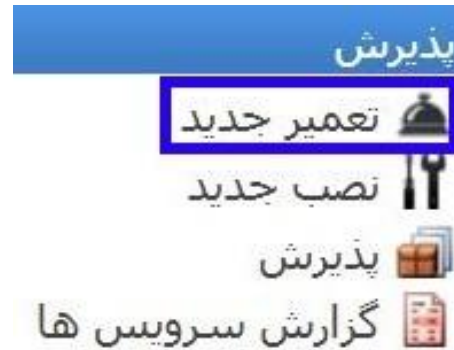 پذیرش
تعمیر جدید
نصب جدید
پذیرش
گزارش سرویس ها